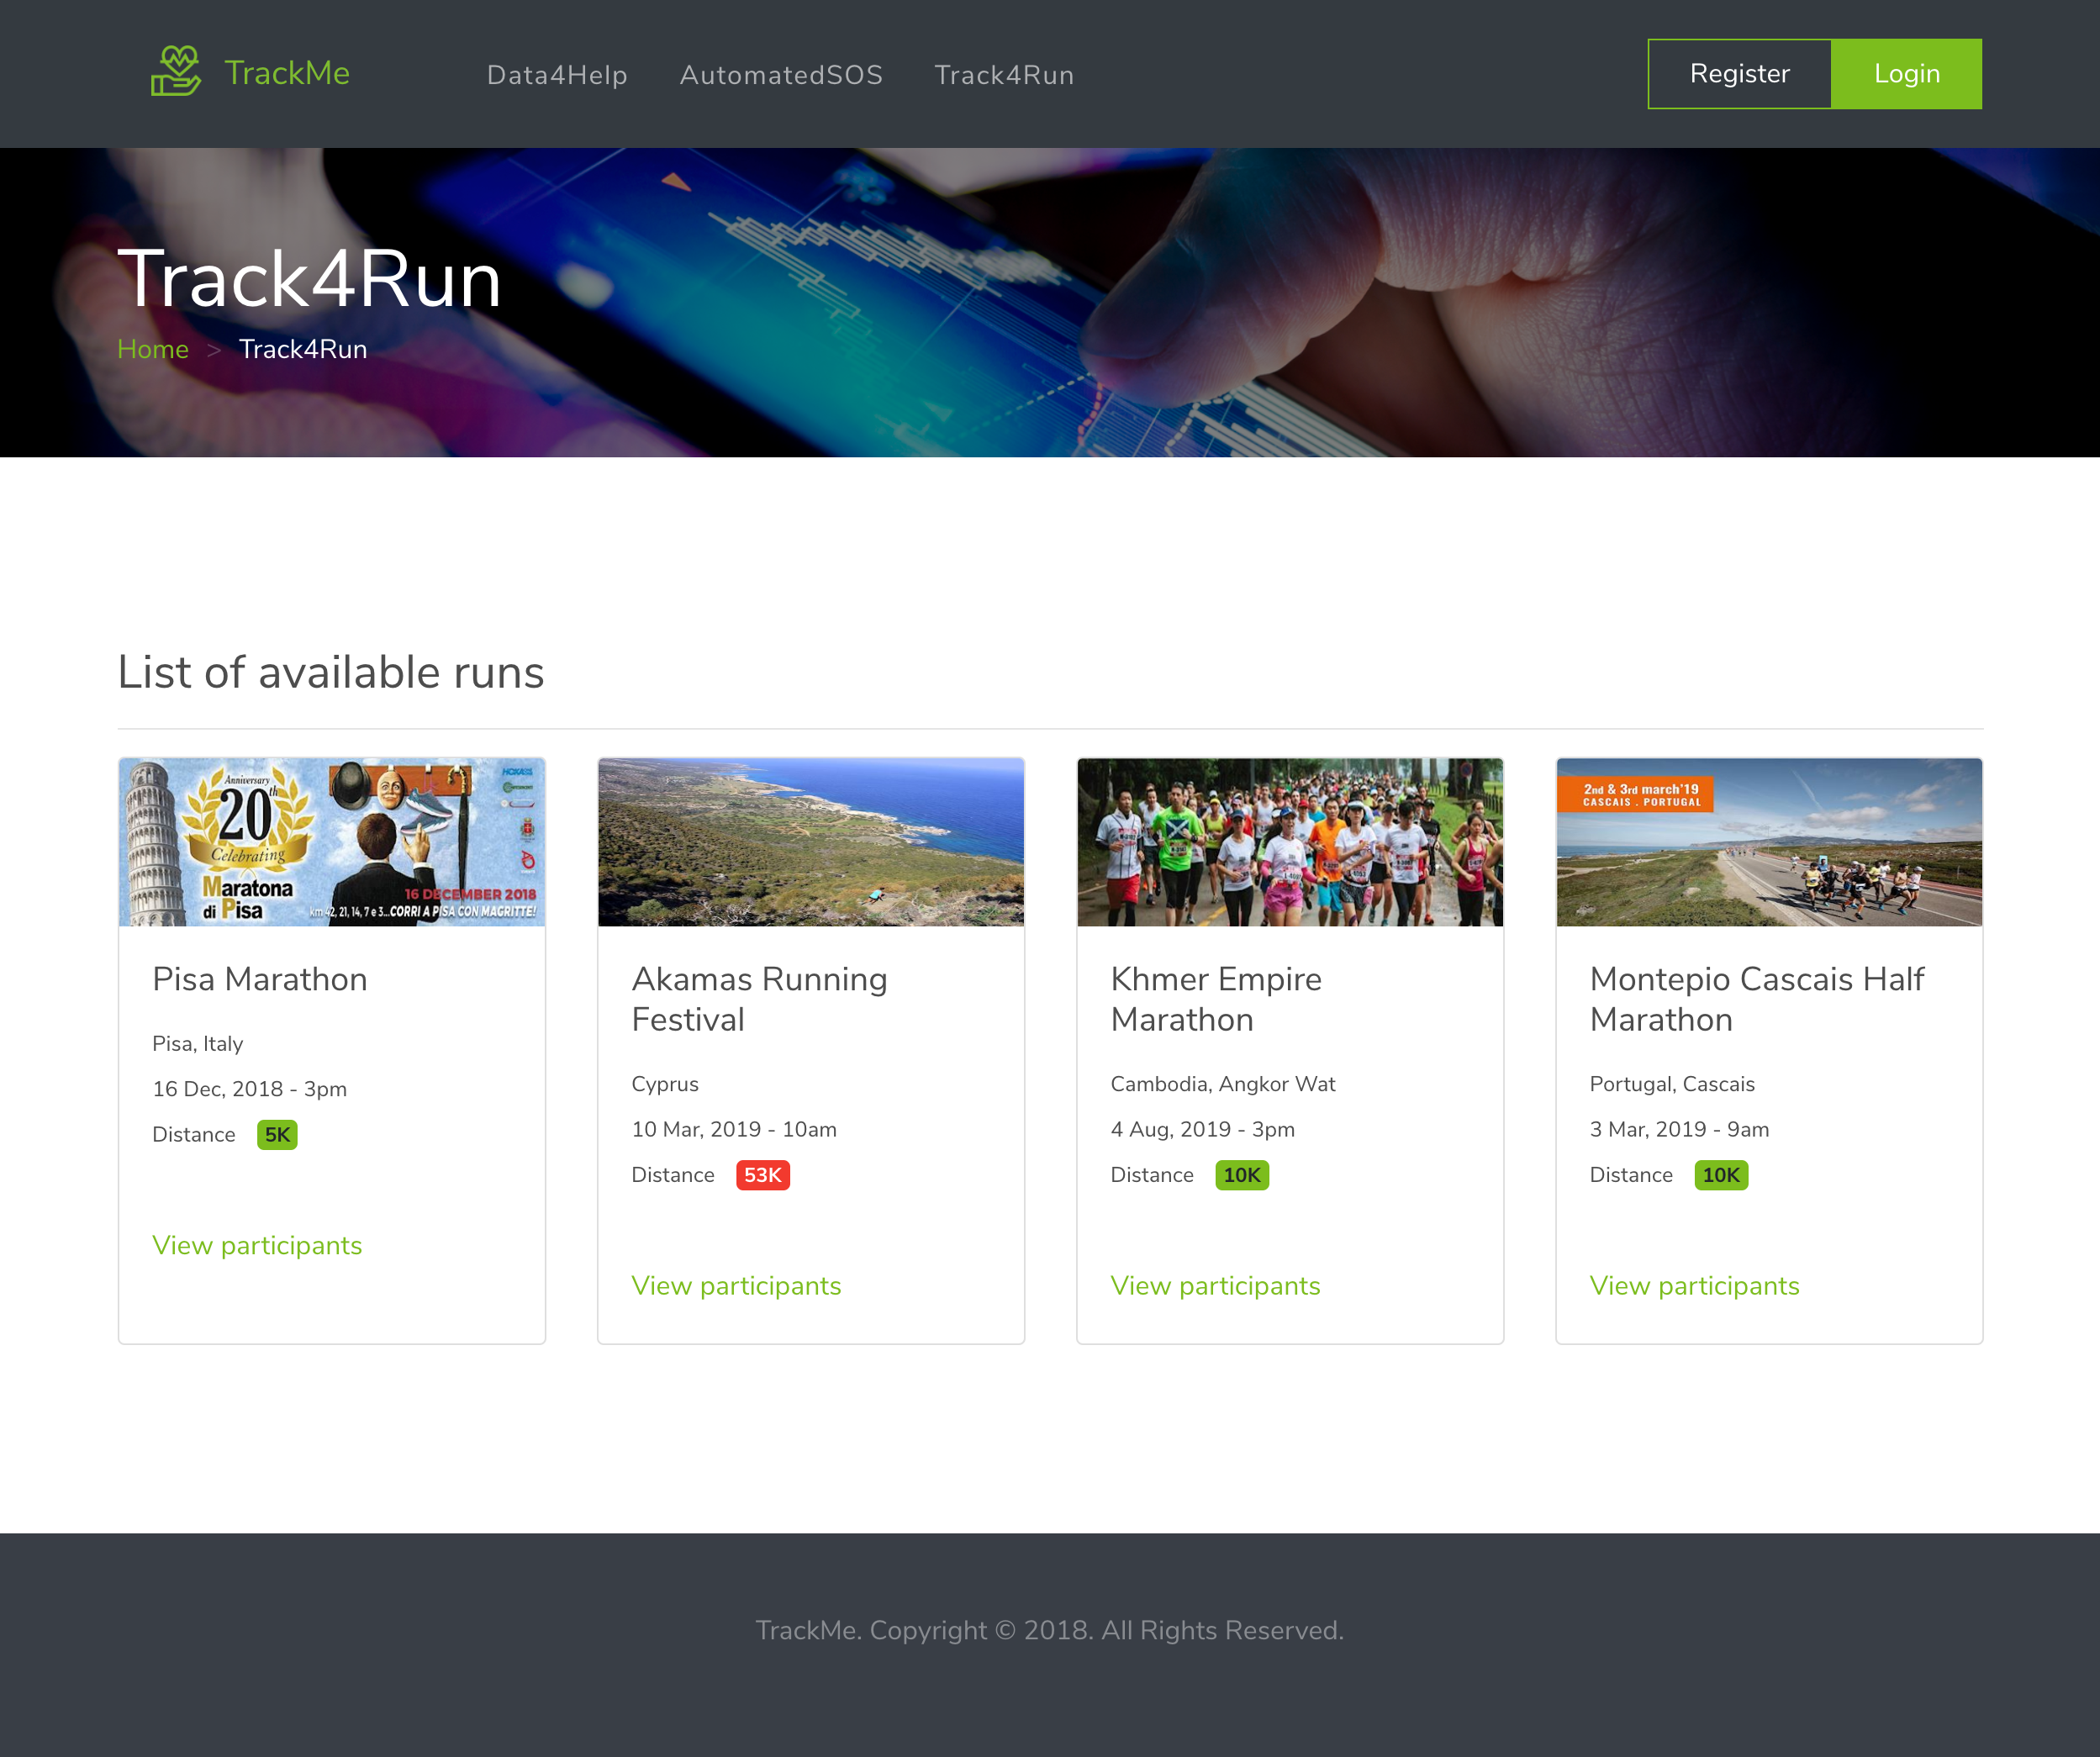 TrackMe
Data4Help
AutomatedSOS
Track4Run
Register
Login
Track4Run
Home > Track4Run
List of available runs
Anniversary
20th
Celebrating
Maratona
di Pisa
16 DECEMBER 2018
km 42, 21, 14, 7 e 3...CORRI A PISA CON MAGRITTE!
2nd & 3rd march'19
CASCAIS . PORTUGAL
Pisa Marathon
Pisa, Italy
16 Dec, 2018 - 3pm
Distance 5K
View participants
Akamas Running
Festival
Cyprus
10 Mar, 2019 - 10am
Distance 53K
View participants
Khmer Empire
Marathon
Cambodia, Angkor Wat
4 Aug, 2019 - 3pm
Distance 10K
View participants
Montepio Cascais Half
Marathon
Portugal, Cascais
3 Mar, 2019 - 9am
Distance 10K
View participants
TrackMe. Copyright © 2018. All Rights Reserved.